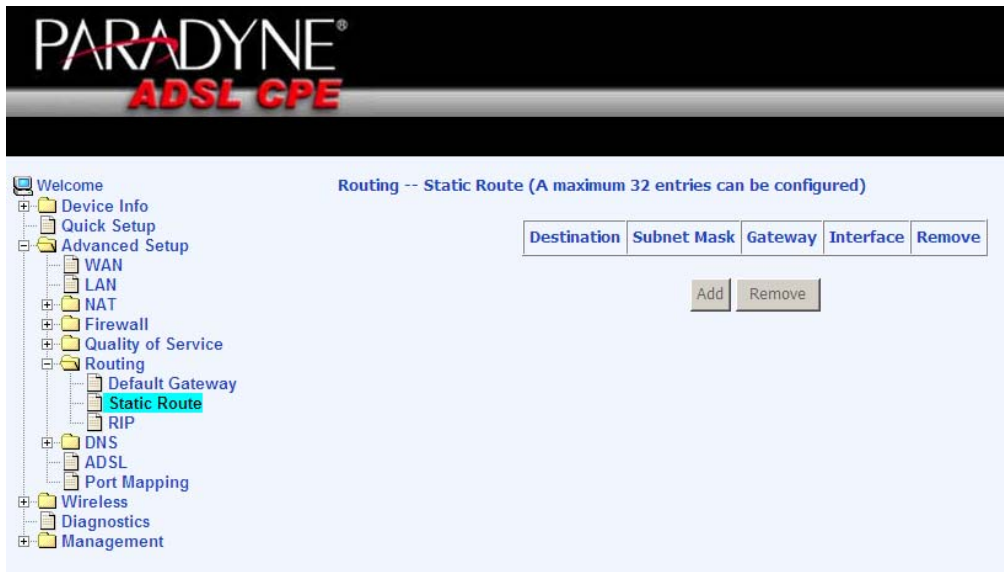 PARADYNE®
ADSL CPE
Welcome
Device Info
Quick Setup
Advanced Setup
WAN
LAN
NAT
Firewall
Quality of Service
Routing
Default Gateway
Static Route
RIP
DNS
ADSL
Port Mapping
Wireless
Diagnostics
Management
Routing -- Static Route (A maximum 32 entries can be configured)
Destination Subnet Mask Gateway Interface Remove
Add Remove